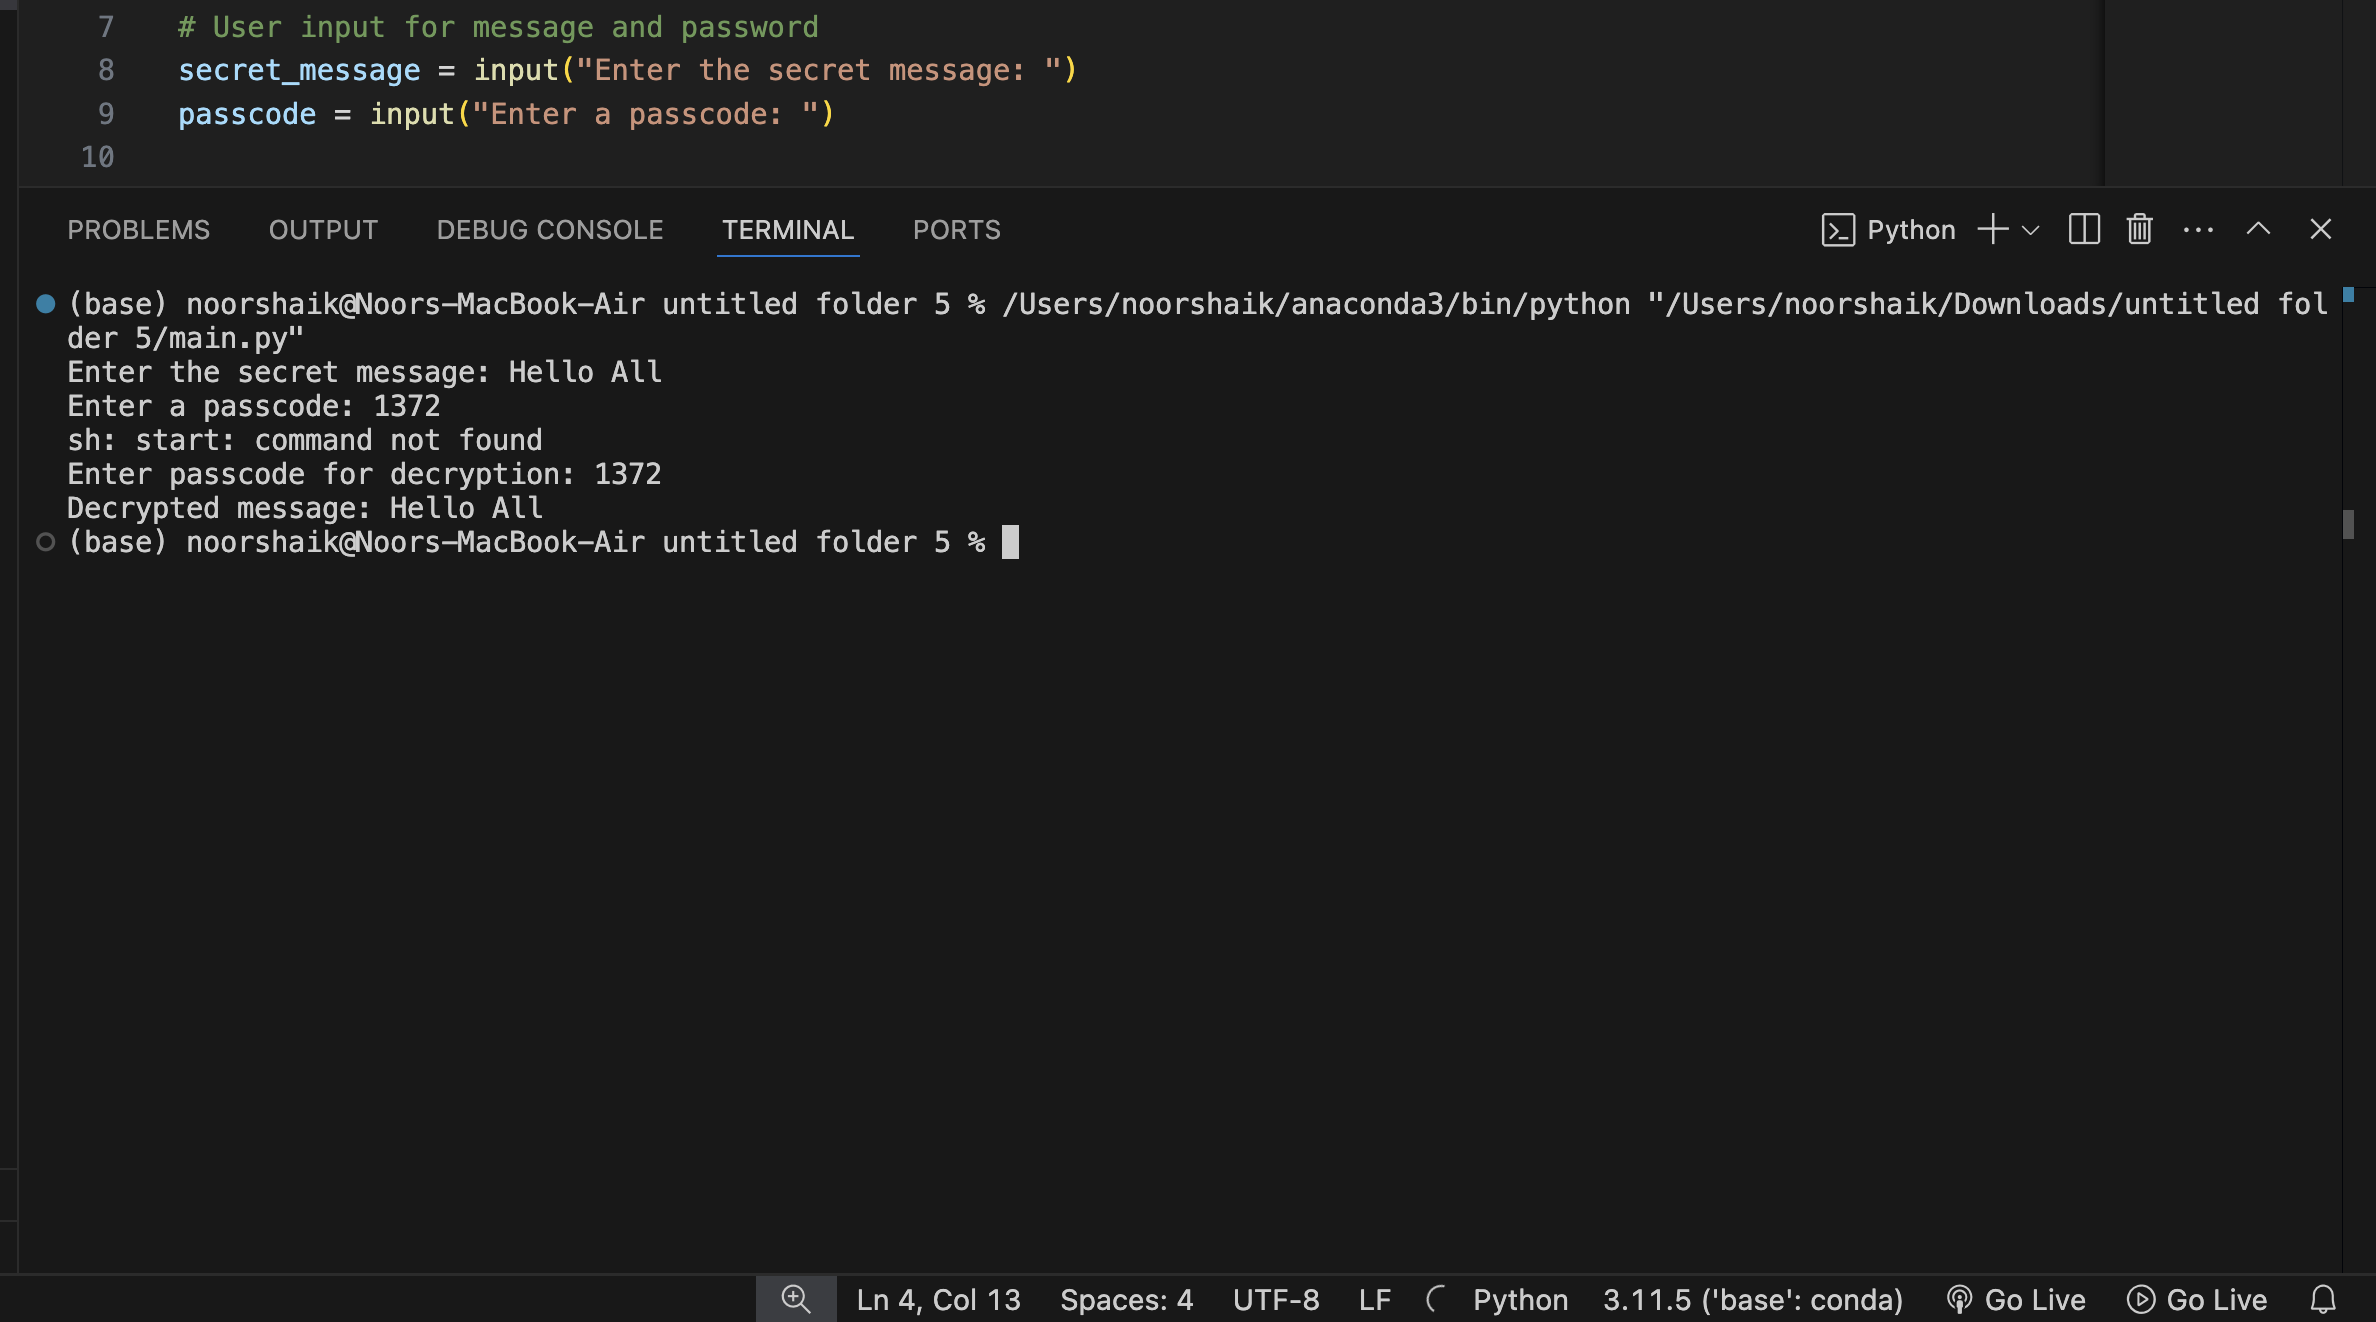 7 # User input for message and password
8 secret_message = input("Enter the secret message: ")
9 passcode = input("Enter a passcode: ")
10
PROBLEMS OUTPUT DEBUG CONSOLE TERMINAL PORTS Python
(base) noorshaik@Noors-MacBook-Air untitled folder 5 % /Users/noorshaik/anaconda3/bin/python "/Users/noorshaik/Downloads/untitled fol
der 5/main.py"
Enter the secret message: Hello All
Enter a passcode: 1372
sh: start: command not found
Enter passcode for decryption: 1372
Decrypted message: Hello All
(base) noorshaik@Noors-MacBook-Air untitled folder 5 %
Ln 4, Col 13 Spaces: 4 UTF-8 LF Python 3.11.5 ('base': conda) Go Live Go Live